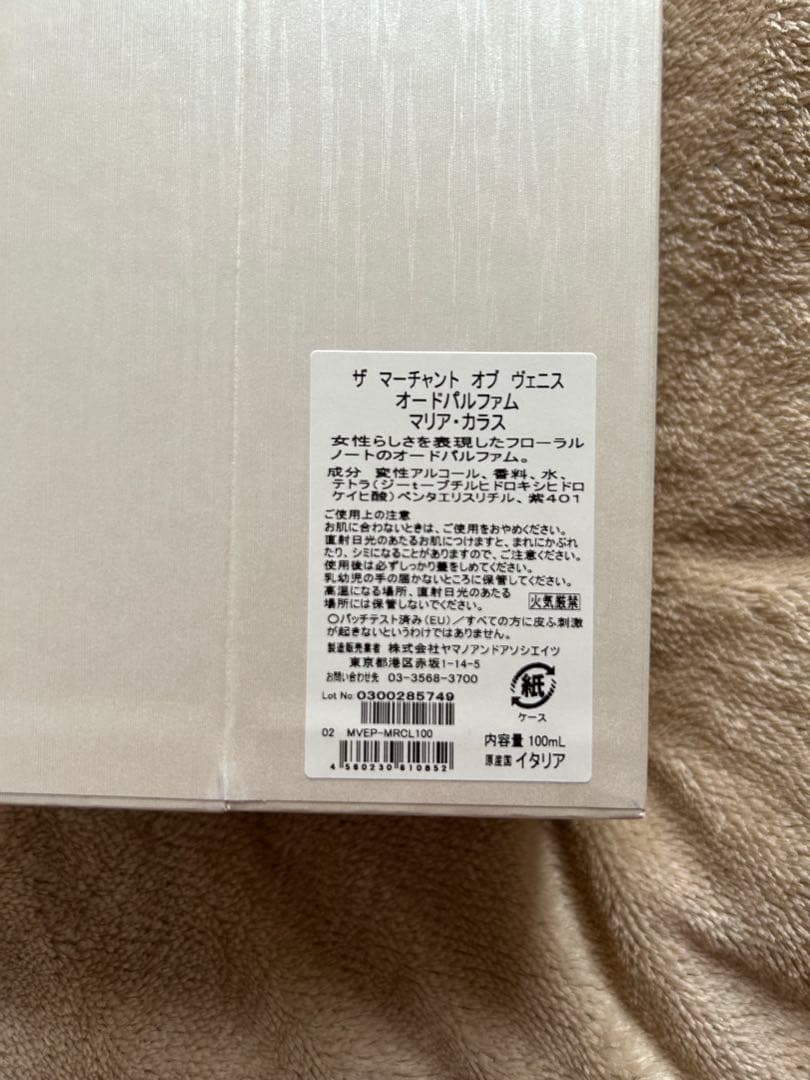 ザ マーチャント オブ ヴェニス
オードパルファム
マリア・カラス
女性らしさを表現したフローラル
ノートのオードパルファム。
成分 変性アルコール、香料、水、
テトラ(ジーtーブチルヒドロキシヒドロ
ケイヒ酸)ペンタエリスリチル、紫401
ご使用上の注意
お肌に合わないときは、ご使用をおやめください。
直射日光のあたるお肌につけますと、まれにかぶれ
たり、シミになることがありますので、ご注意ください。
使用後は必ずしっかり蓋をしめてください。
乳幼児の手の届かないところに保管してください。
高温になる場所、直射日光のあたる
場所には保管しないでください。 火気厳禁
○パッチテスト済み(EU)/すべての方に皮ふ刺激
が起きないというわけではありません。
製造販売業者 株式会社ヤマノアンドアソシエイツ
東京都港区赤坂1-14-5
お問い合わせ先 03-3568-3700
紙
ケース
Lot No 0300285749
02 MVEP-MRCL100
4 560230 610852
内容量 100mL
原産国 イタリア